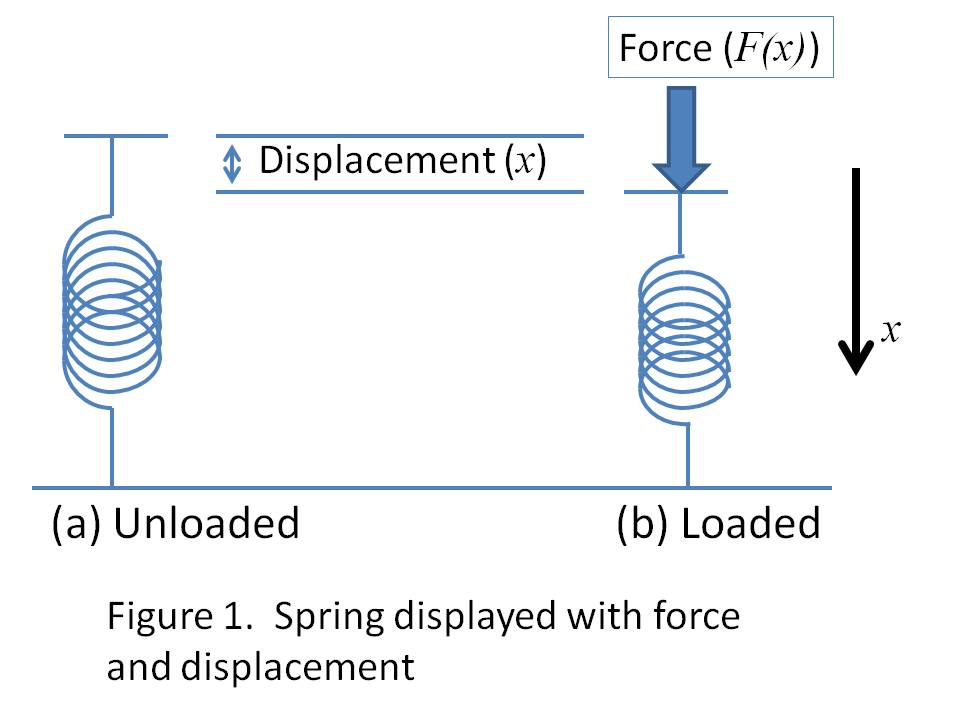 Force (F(x))
Displacement (x)
x
(a) Unloaded
(b) Loaded
Figure 1.  Spring displayed with force
and displacement